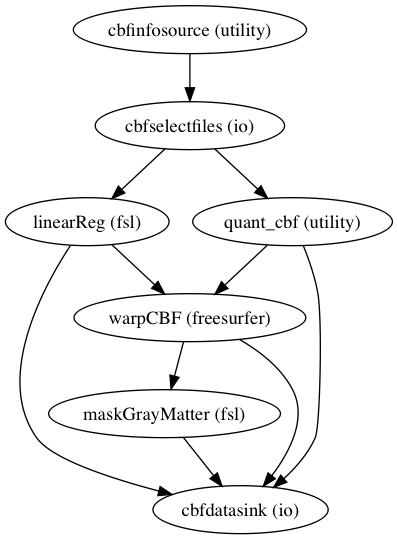 cbfinfosource (utility)
cbfselectfiles (io)
linearReg (fsl)
quant_cbf (utility)
warpCBF (freesurfer)
maskGrayMatter (fsl)
cbfdatasink (io)